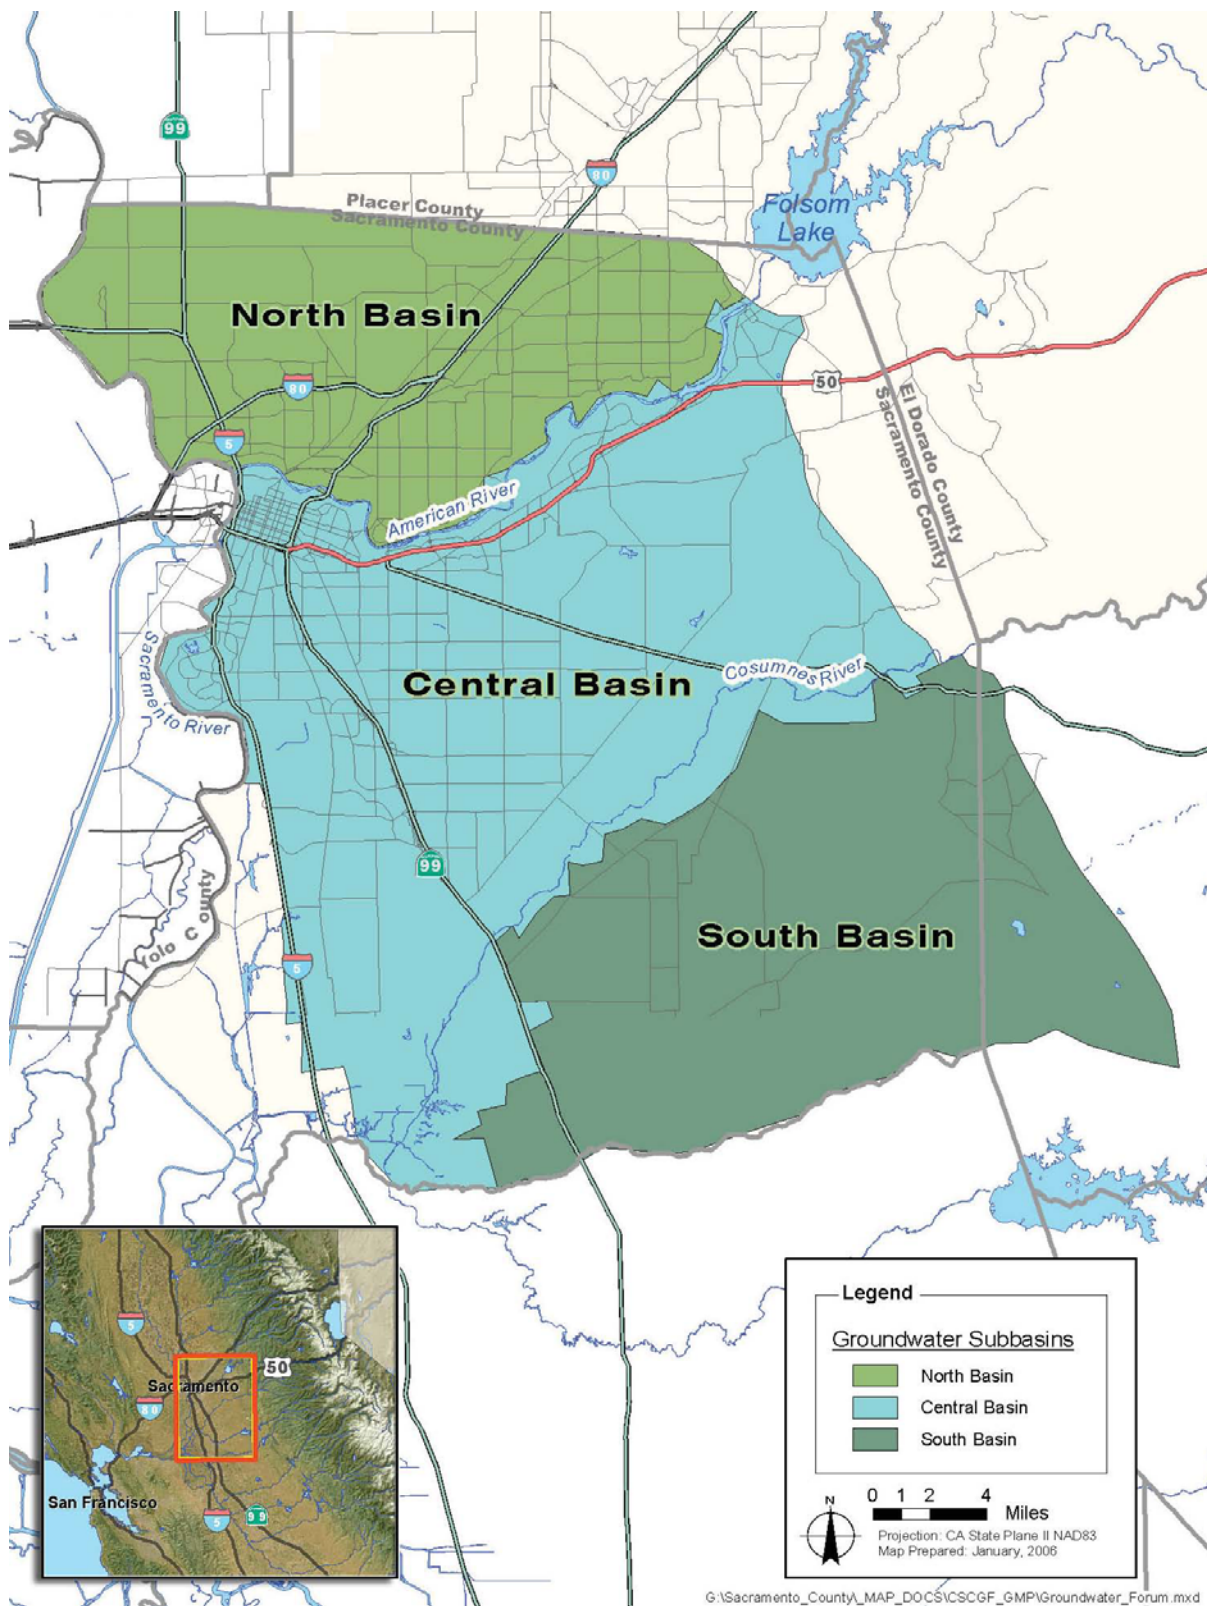 99
80
Placer County
Sacramento County
Folsom
Lake
North Basin
80
50
El Dorado County
Sacramento County
5
American River
Sacramento River
Cosumnes River
Central Basin
99
Yolo County
South Basin
5
5
50
Sacramento
80
San Francisco
5
99
Legend
Groundwater Subbasins
North Basin
Central Basin
South Basin
N
0 1 2 4
Miles
Projection: CA State Plane II NAD83
Map Prepared: January, 2006
G:\Sacramento_County\_MAP_DOCS\CSCGF_GMP\Groundwater_Forum.mxd